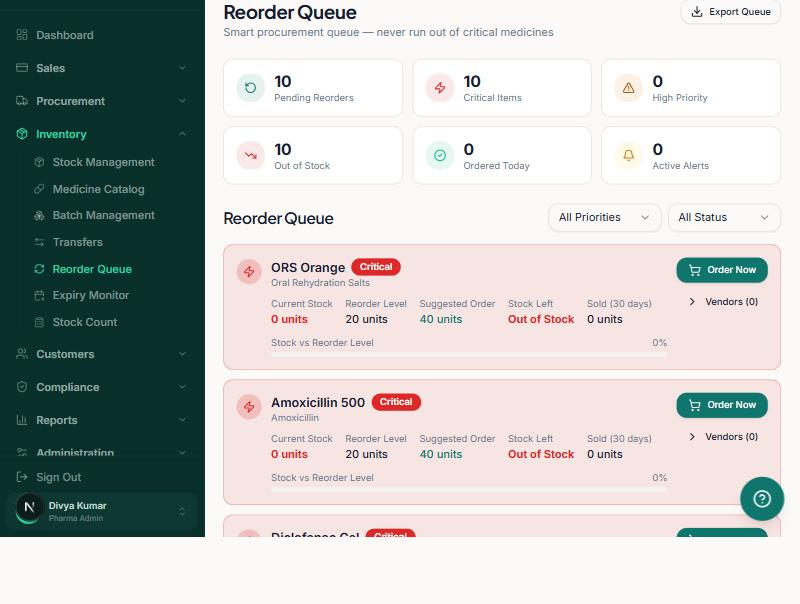 Dashboard
Sales
Procurement
Inventory
Stock Management
Medicine Catalog
Batch Management
Transfers
Reorder Queue
Expiry Monitor
Stock Count
Customers
Compliance
Reports
Administration
Sign Out
N
Divya Kumar
Pharma Admin
Reorder Queue
Export Queue
Smart procurement queue — never run out of critical medicines
10
Pending Reorders
10
Critical Items
0
High Priority
10
Out of Stock
0
Ordered Today
0
Active Alerts
Reorder Queue
All Priorities
All Status
ORS Orange Critical
Order Now
Oral Rehydration Salts
Current Stock Reorder Level Suggested Order Stock Left Sold (30 days)
Vendors (0)
0 units 20 units 40 units Out of Stock 0 units
Stock vs Reorder Level 0%
Amoxicillin 500 Critical
Order Now
Amoxicillin
Current Stock Reorder Level Suggested Order Stock Left Sold (30 days)
Vendors (0)
0 units 20 units 40 units Out of Stock 0 units
Stock vs Reorder Level 0%
Diclofenac Gel Critical